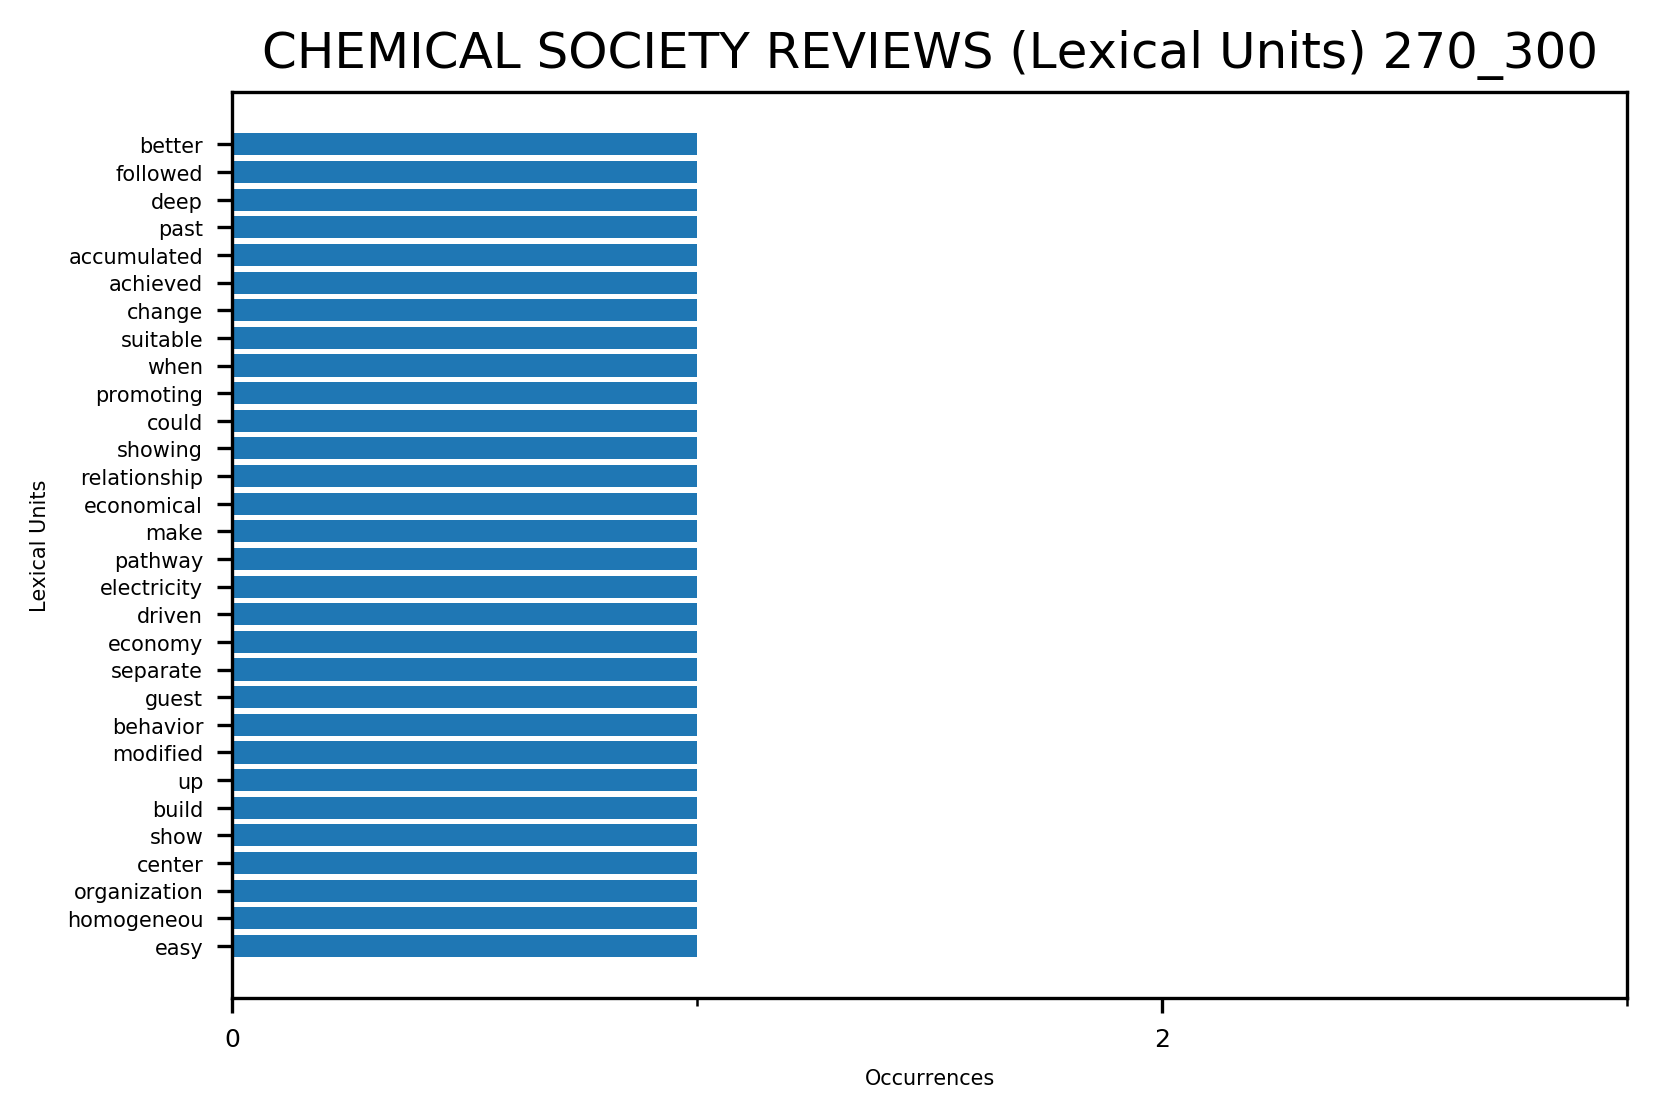 CHEMICAL SOCIETY REVIEWS (Lexical Units) 270_300
better
followed
deep
past
accumulated
achieved
change
suitable
when
promoting
could
showing
relationship
economical
make
pathway
electricity
driven
economy
separate
guest
behavior
modified
up
build
show
center
organization
homogeneou
easy
Lexical Units
0 2
Occurrences